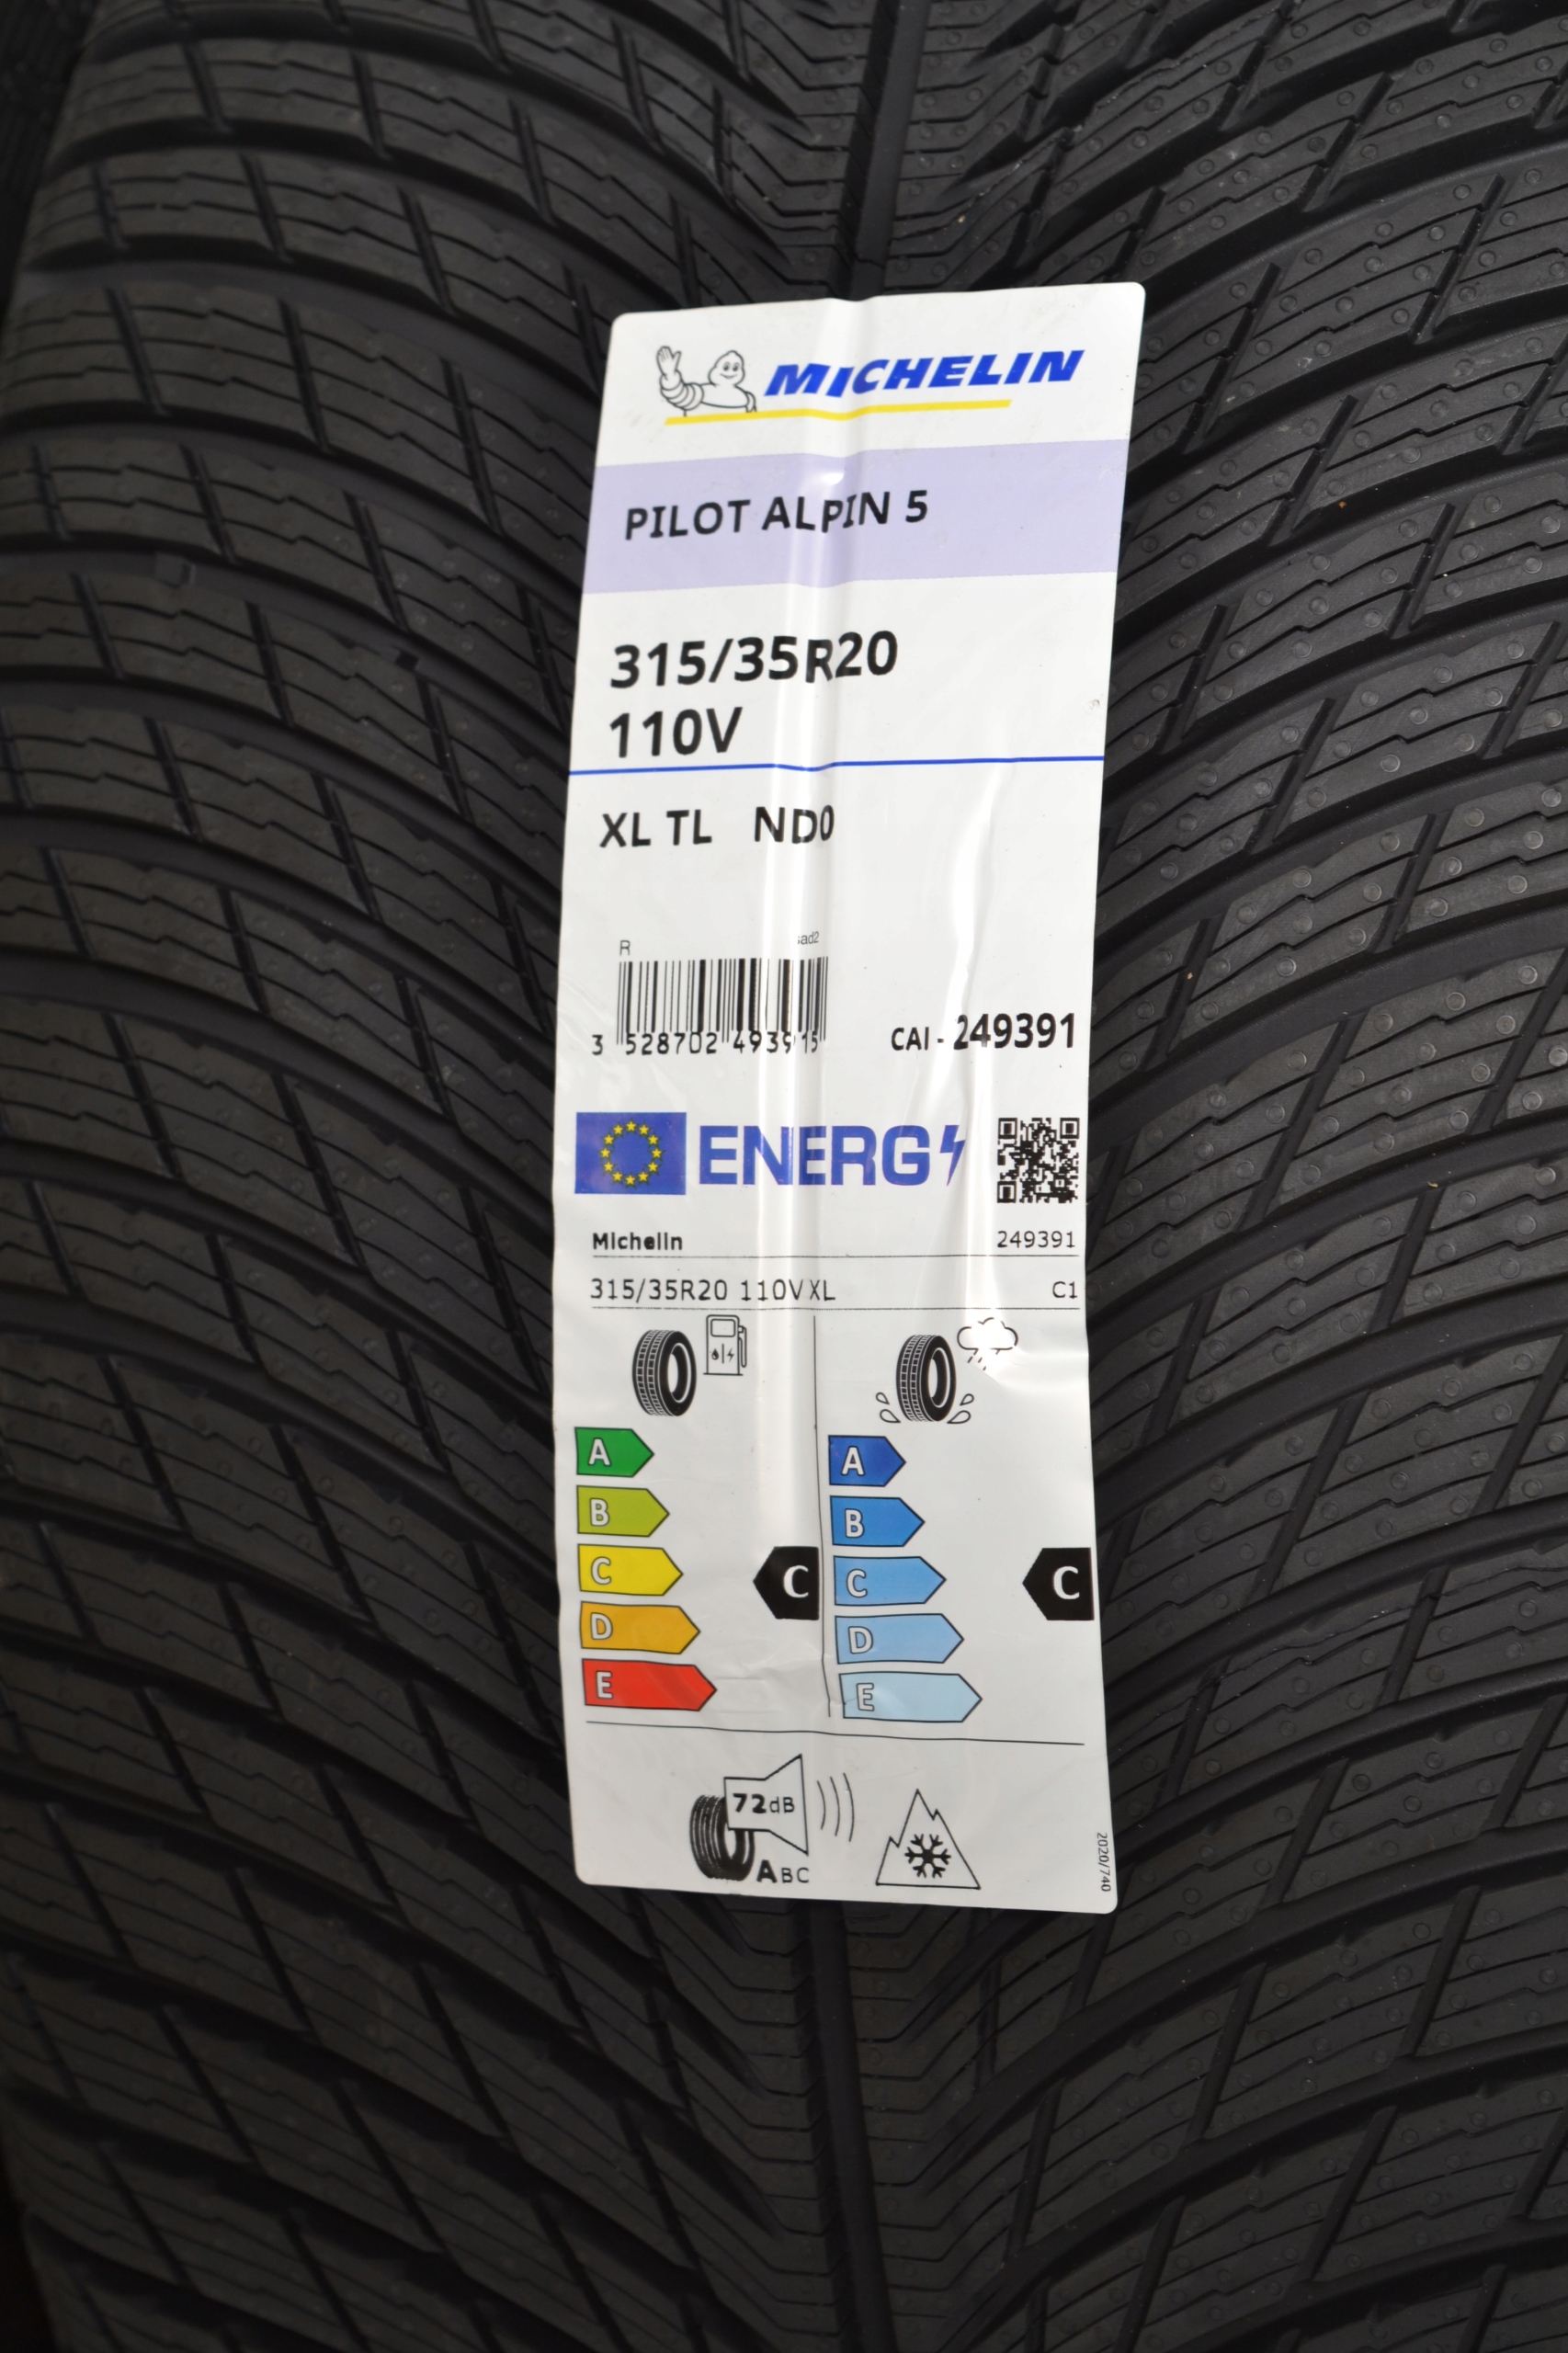 MICHELIN
PILOT ALPIN 5
315/35R20
110V
XL TL ND0
R
3 528702 493915
CAI - 249391
ENERG
Michelin 249391
315/35R20 110V XL C1
A A
B B
C C C C
D D
E E
72dB
ABC
2020/740